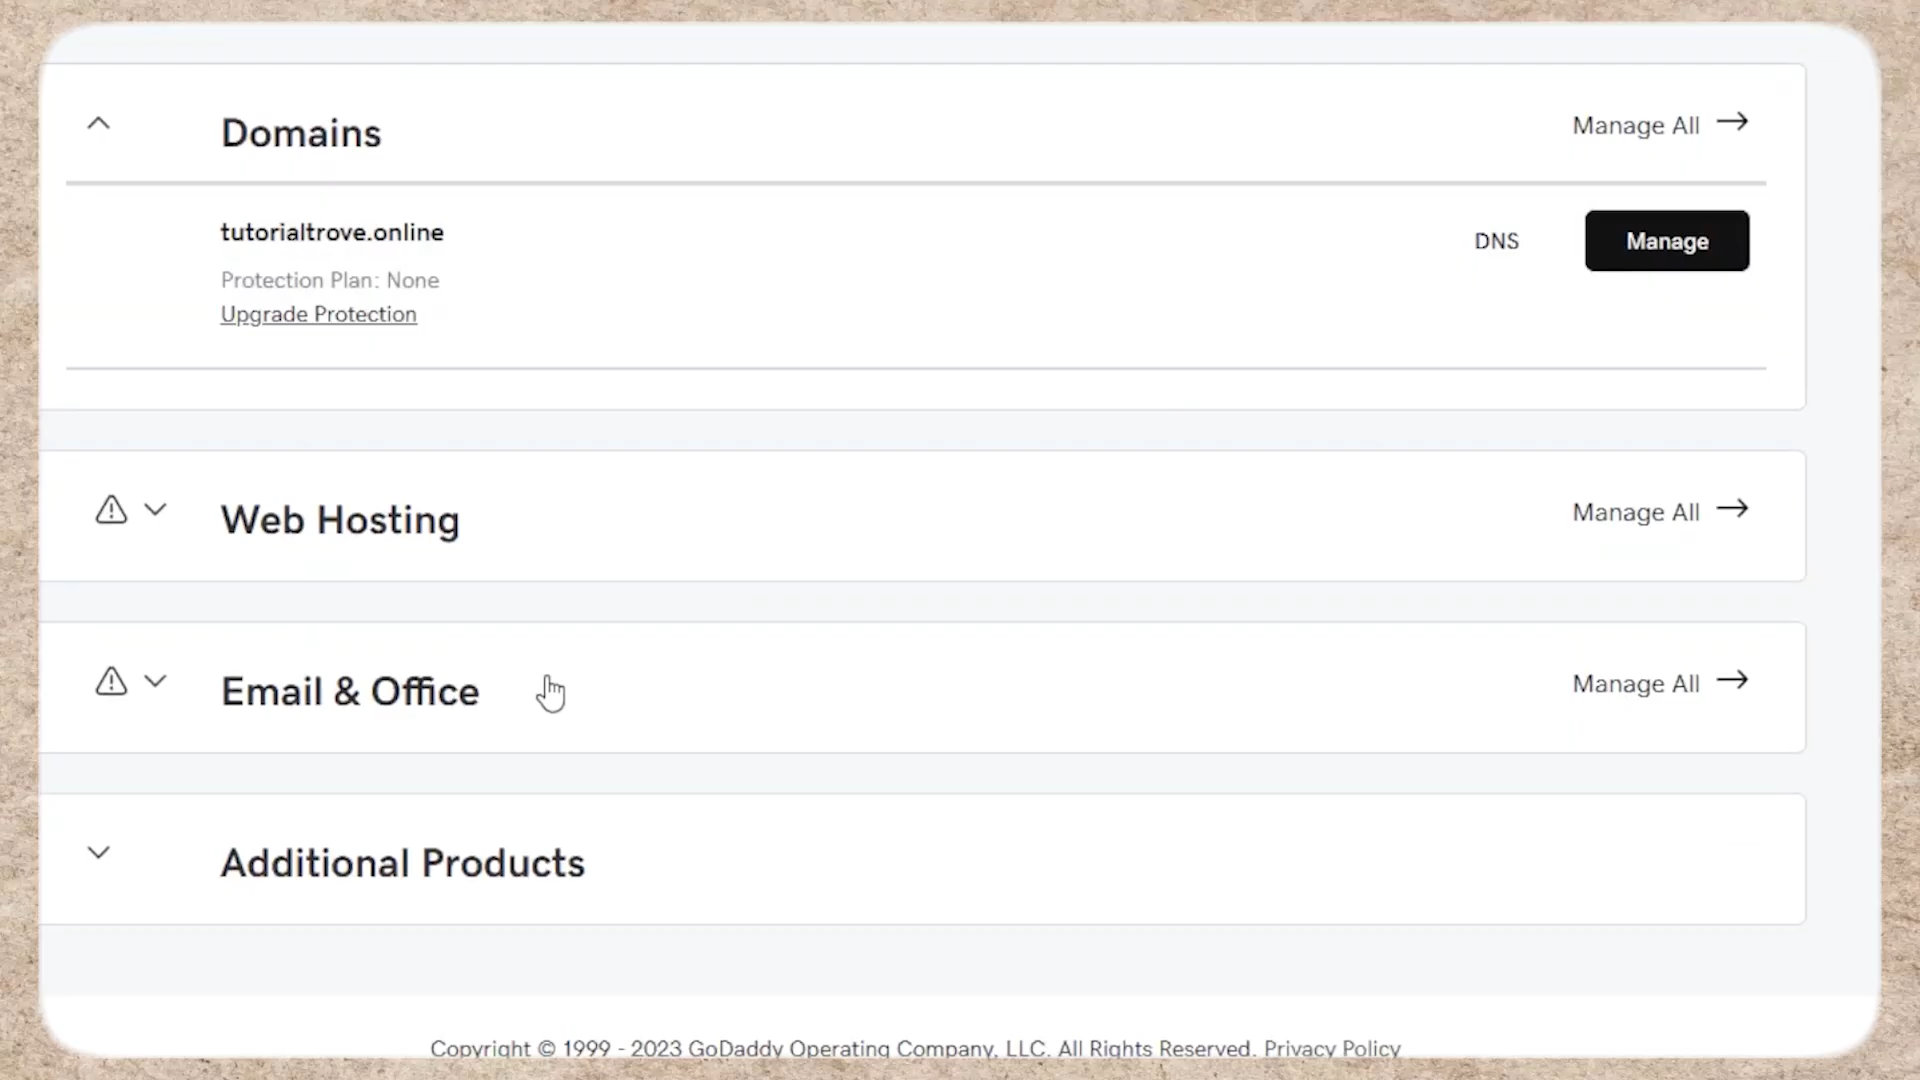 Domains
Manage All
tutorialtrove.online
DNS
Manage
Protection Plan: None
Upgrade Protection
Web Hosting
Manage All
Email & Office
Manage All
Additional Products
Copyright © 1999 - 2023 GoDaddy Operating Company, LLC. All Rights Reserved. Privacy Policy